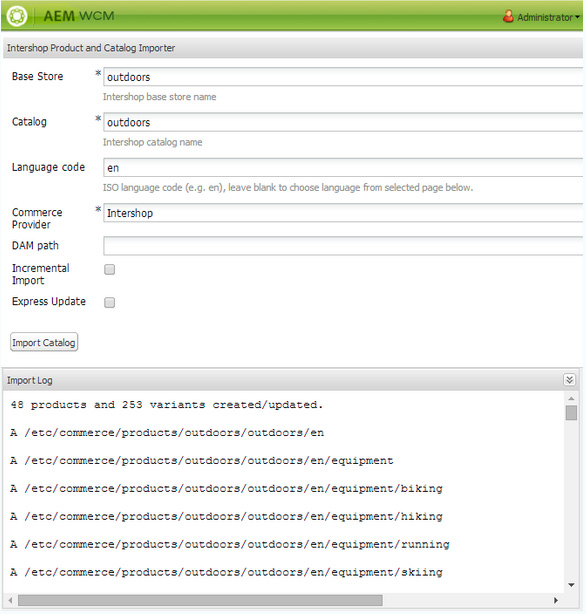 AEM WCM
Administrator
Intershop Product and Catalog Importer
Base Store * outdoors
Intershop base store name
Catalog * outdoors
Intershop catalog name
Language code en
ISO language code (e.g. en), leave blank to choose language from selected page below.
Commerce Provider * Intershop
DAM path
Incremental Import
Express Update
Import Catalog
Import Log
48 products and 253 variants created/updated.
A /etc/commerce/products/outdoors/outdoors/en
A /etc/commerce/products/outdoors/outdoors/en/equipment
A /etc/commerce/products/outdoors/outdoors/en/equipment/biking
A /etc/commerce/products/outdoors/outdoors/en/equipment/hiking
A /etc/commerce/products/outdoors/outdoors/en/equipment/running
A /etc/commerce/products/outdoors/outdoors/en/equipment/skiing